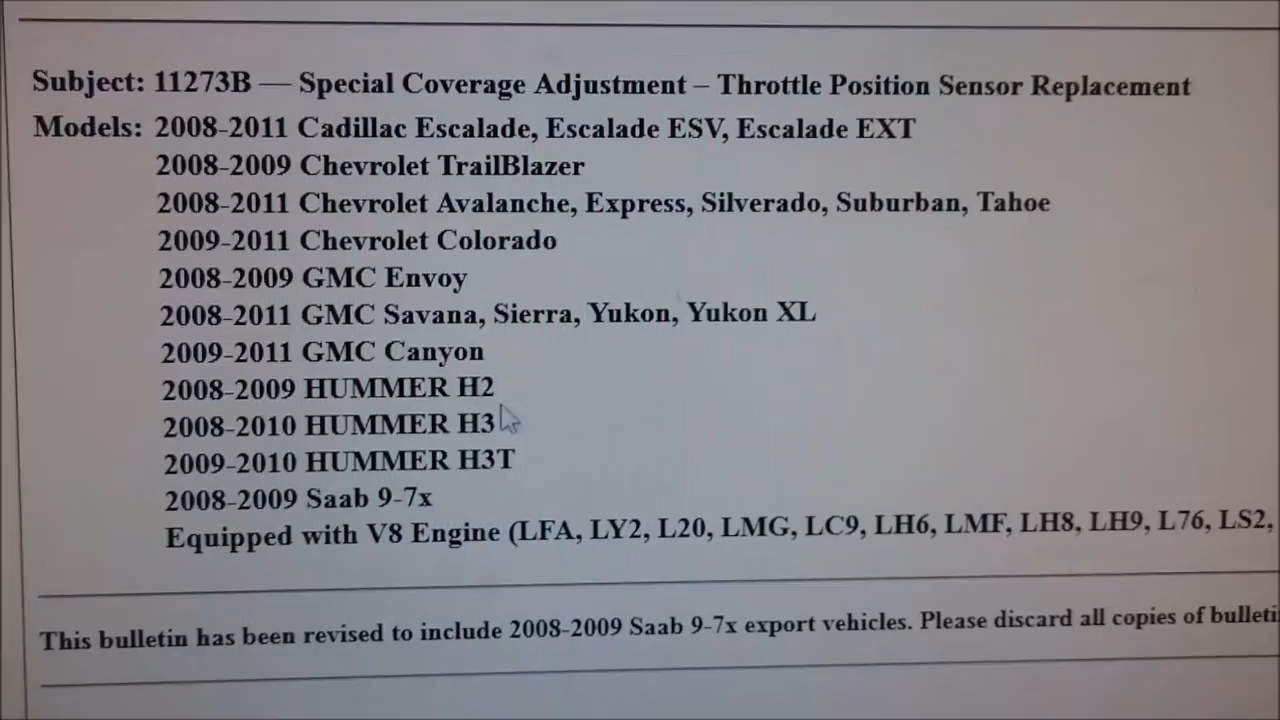 Subject: 11273B — Special Coverage Adjustment – Throttle Position Sensor Replacement
Models: 2008-2011 Cadillac Escalade, Escalade ESV, Escalade EXT
2008-2009 Chevrolet TrailBlazer
2008-2011 Chevrolet Avalanche, Express, Silverado, Suburban, Tahoe
2009-2011 Chevrolet Colorado
2008-2009 GMC Envoy
2008-2011 GMC Savana, Sierra, Yukon, Yukon XL
2009-2011 GMC Canyon
2008-2009 HUMMER H2
2008-2010 HUMMER H3
2009-2010 HUMMER H3T
2008-2009 Saab 9-7x
Equipped with V8 Engine (LFA, LY2, L20, LMG, LC9, LH6, LMF, LH8, LH9, L76, LS2,
This bulletin has been revised to include 2008-2009 Saab 9-7x export vehicles. Please discard all copies of bulleti